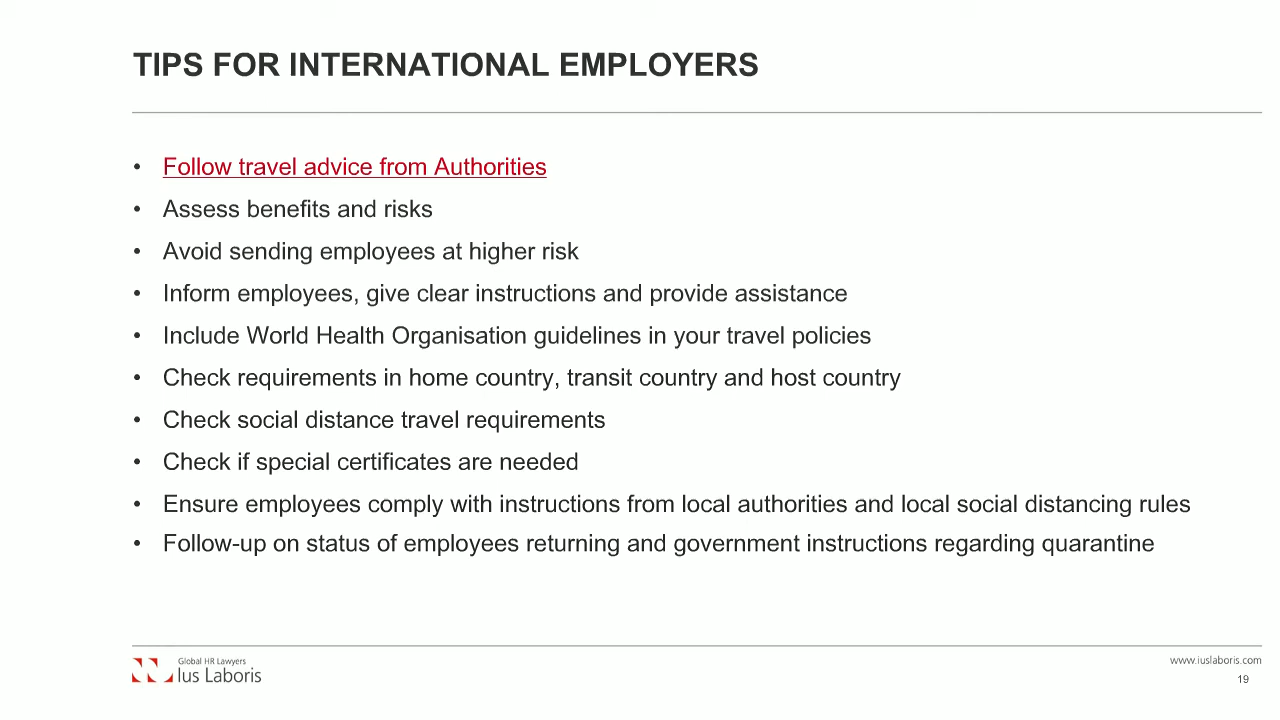 TIPS FOR INTERNATIONAL EMPLOYERS
• Follow travel advice from Authorities
• Assess benefits and risks
• Avoid sending employees at higher risk
• Inform employees, give clear instructions and provide assistance
• Include World Health Organisation guidelines in your travel policies
• Check requirements in home country, transit country and host country
• Check social distance travel requirements
• Check if special certificates are needed
• Ensure employees comply with instructions from local authorities and local social distancing rules
• Follow-up on status of employees returning and government instructions regarding quarantine
Global HR Lawyers
Ius Laboris
www.iuslaboris.com
19